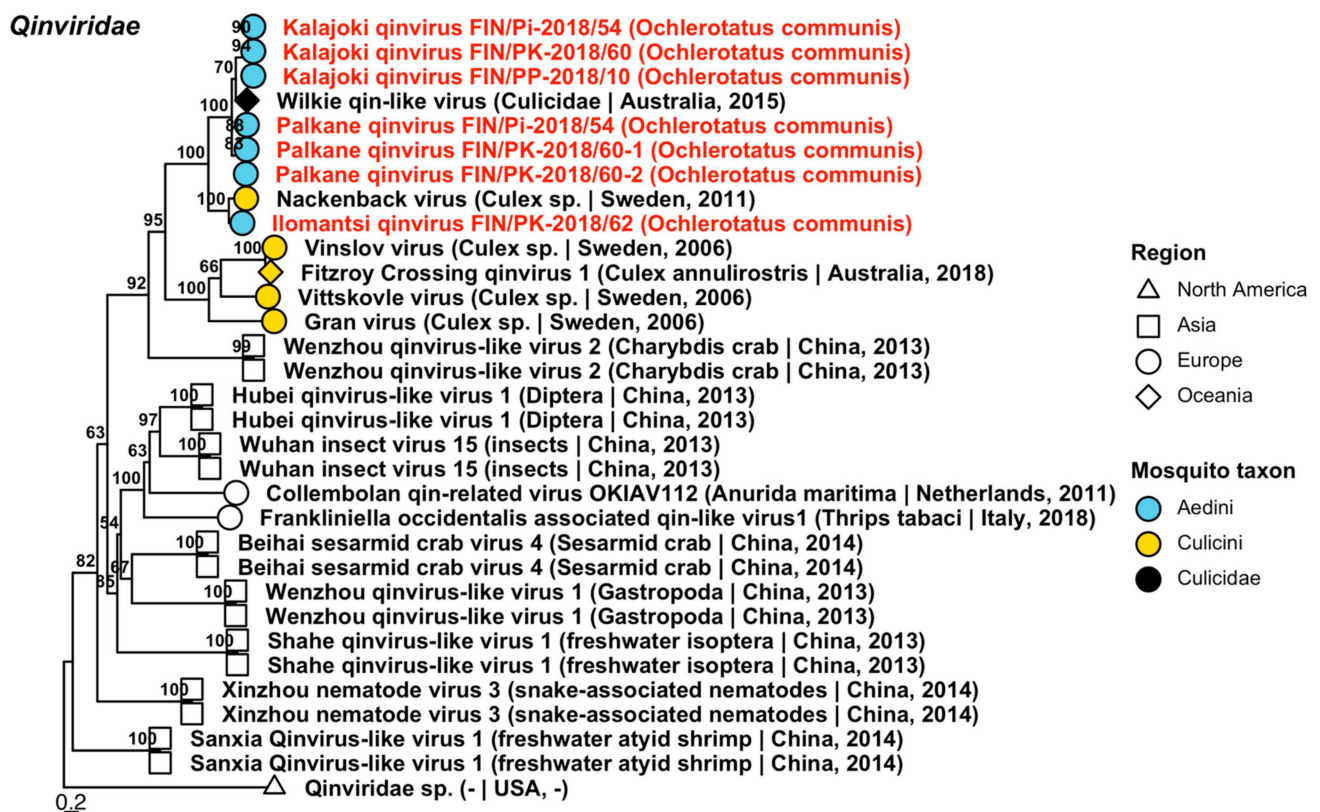 Qinviridae
90
Kalajoki qinvirus FIN/Pi-2018/54 (Ochlerotatus communis)
94
Kalajoki qinvirus FIN/PK-2018/60 (Ochlerotatus communis)
70
Kalajoki qinvirus FIN/PP-2018/10 (Ochlerotatus communis)
100
Wilkie qin-like virus (Culicidae | Australia, 2015)
88
Palkane qinvirus FIN/Pi-2018/54 (Ochlerotatus communis)
83
Palkane qinvirus FIN/PK-2018/60-1 (Ochlerotatus communis)
100
Palkane qinvirus FIN/PK-2018/60-2 (Ochlerotatus communis)
100
Nackenback virus (Culex sp. | Sweden, 2011)
95
Ilomantsi qinvirus FIN/PK-2018/62 (Ochlerotatus communis)
100
Vinslov virus (Culex sp. | Sweden, 2006)
66
Fitzroy Crossing qinvirus 1 (Culex annulirostris | Australia, 2018)
92
100
Vittskovle virus (Culex sp. | Sweden, 2006)
Gran virus (Culex sp. | Sweden, 2006)
99
Wenzhou qinvirus-like virus 2 (Charybdis crab | China, 2013)
Wenzhou qinvirus-like virus 2 (Charybdis crab | China, 2013)
100
Hubei qinvirus-like virus 1 (Diptera | China, 2013)
97
Hubei qinvirus-like virus 1 (Diptera | China, 2013)
63
63
100
Wuhan insect virus 15 (insects | China, 2013)
Wuhan insect virus 15 (insects | China, 2013)
100
Collembolan qin-related virus OKIAV112 (Anurida maritima | Netherlands, 2011)
54
Frankliniella occidentalis associated qin-like virus1 (Thrips tabaci | Italy, 2018)
100
Beihai sesarmid crab virus 4 (Sesarmid crab | China, 2014)
82
67
Beihai sesarmid crab virus 4 (Sesarmid crab | China, 2014)
100
Wenzhou qinvirus-like virus 1 (Gastropoda | China, 2013)
Wenzhou qinvirus-like virus 1 (Gastropoda | China, 2013)
100
Shahe qinvirus-like virus 1 (freshwater isoptera | China, 2013)
Shahe qinvirus-like virus 1 (freshwater isoptera | China, 2013)
100
Xinzhou nematode virus 3 (snake-associated nematodes | China, 2014)
Xinzhou nematode virus 3 (snake-associated nematodes | China, 2014)
100
Sanxia Qinvirus-like virus 1 (freshwater atyid shrimp | China, 2014)
Sanxia Qinvirus-like virus 1 (freshwater atyid shrimp | China, 2014)
Qinviridae sp. (- | USA, -)
0.2
Region
North America
Asia
Europe
Oceania
Mosquito taxon
Aedini
Culicini
Culicidae